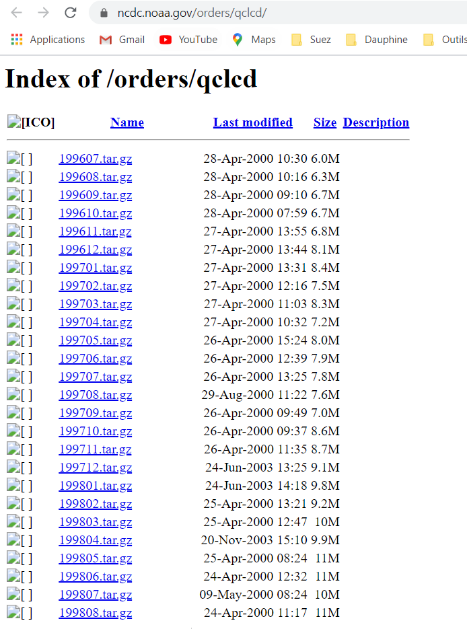 ncdc.noaa.gov/orders/qclcd/
Applications Gmail YouTube Maps Suez Dauphine Outils
Index of /orders/qclcd
[ICO] Name Last modified Size Description
[ ] 199607.tar.gz 28-Apr-2000 10:30 6.0M
[ ] 199608.tar.gz 28-Apr-2000 10:16 6.3M
[ ] 199609.tar.gz 28-Apr-2000 09:10 6.7M
[ ] 199610.tar.gz 28-Apr-2000 07:59 6.7M
[ ] 199611.tar.gz 27-Apr-2000 13:55 6.8M
[ ] 199612.tar.gz 27-Apr-2000 13:44 8.1M
[ ] 199701.tar.gz 27-Apr-2000 13:31 8.4M
[ ] 199702.tar.gz 27-Apr-2000 12:16 7.5M
[ ] 199703.tar.gz 27-Apr-2000 11:03 8.3M
[ ] 199704.tar.gz 27-Apr-2000 10:32 7.2M
[ ] 199705.tar.gz 26-Apr-2000 15:24 8.0M
[ ] 199706.tar.gz 26-Apr-2000 12:39 7.9M
[ ] 199707.tar.gz 26-Apr-2000 13:25 7.8M
[ ] 199708.tar.gz 29-Aug-2000 11:22 7.6M
[ ] 199709.tar.gz 26-Apr-2000 09:49 7.0M
[ ] 199710.tar.gz 26-Apr-2000 09:37 8.6M
[ ] 199711.tar.gz 26-Apr-2000 11:35 8.7M
[ ] 199712.tar.gz 24-Jun-2003 13:25 9.1M
[ ] 199801.tar.gz 24-Jun-2003 14:18 9.8M
[ ] 199802.tar.gz 25-Apr-2000 13:21 9.2M
[ ] 199803.tar.gz 25-Apr-2000 12:47 10M
[ ] 199804.tar.gz 20-Nov-2003 15:10 9.9M
[ ] 199805.tar.gz 25-Apr-2000 08:24 11M
[ ] 199806.tar.gz 24-Apr-2000 12:32 11M
[ ] 199807.tar.gz 09-May-2000 08:24 10M
[ ] 199808.tar.gz 24-Apr-2000 11:17 11M